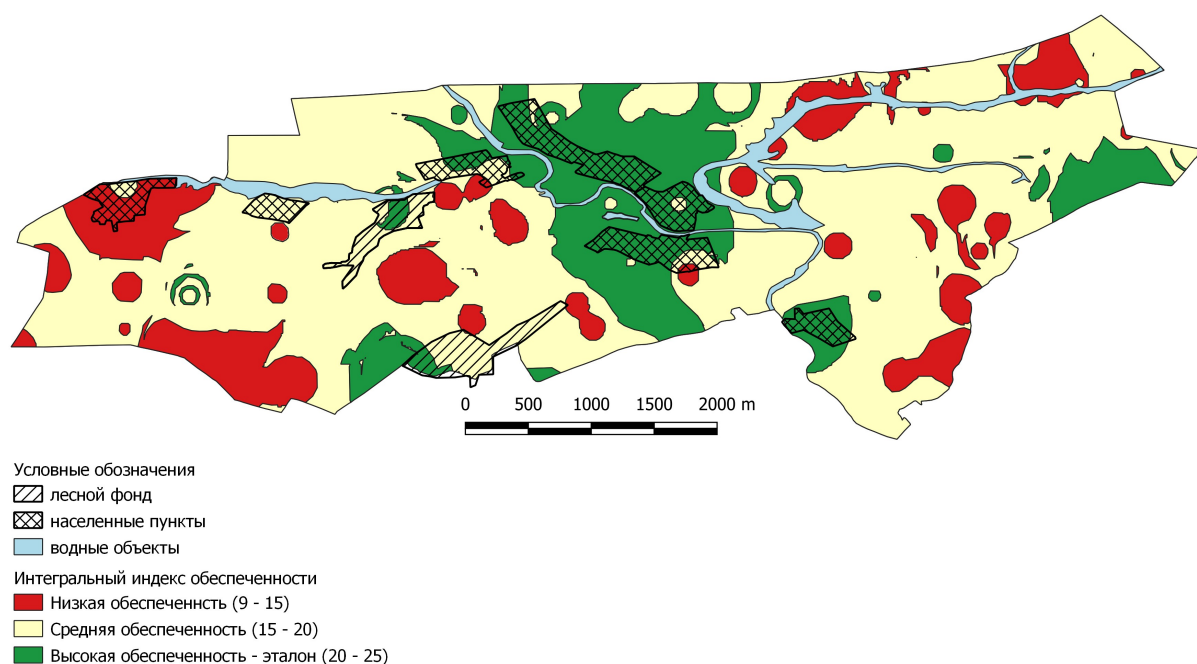 0 500 1000 1500 2000 m
Условные обозначения
лесной фонд
населенные пункты
водные объекты
Интегральный индекс обеспеченности
Низкая обеспеченнсть (9 - 15)
Средняя обеспеченность (15 - 20)
Высокая обеспеченность - эталон (20 - 25)